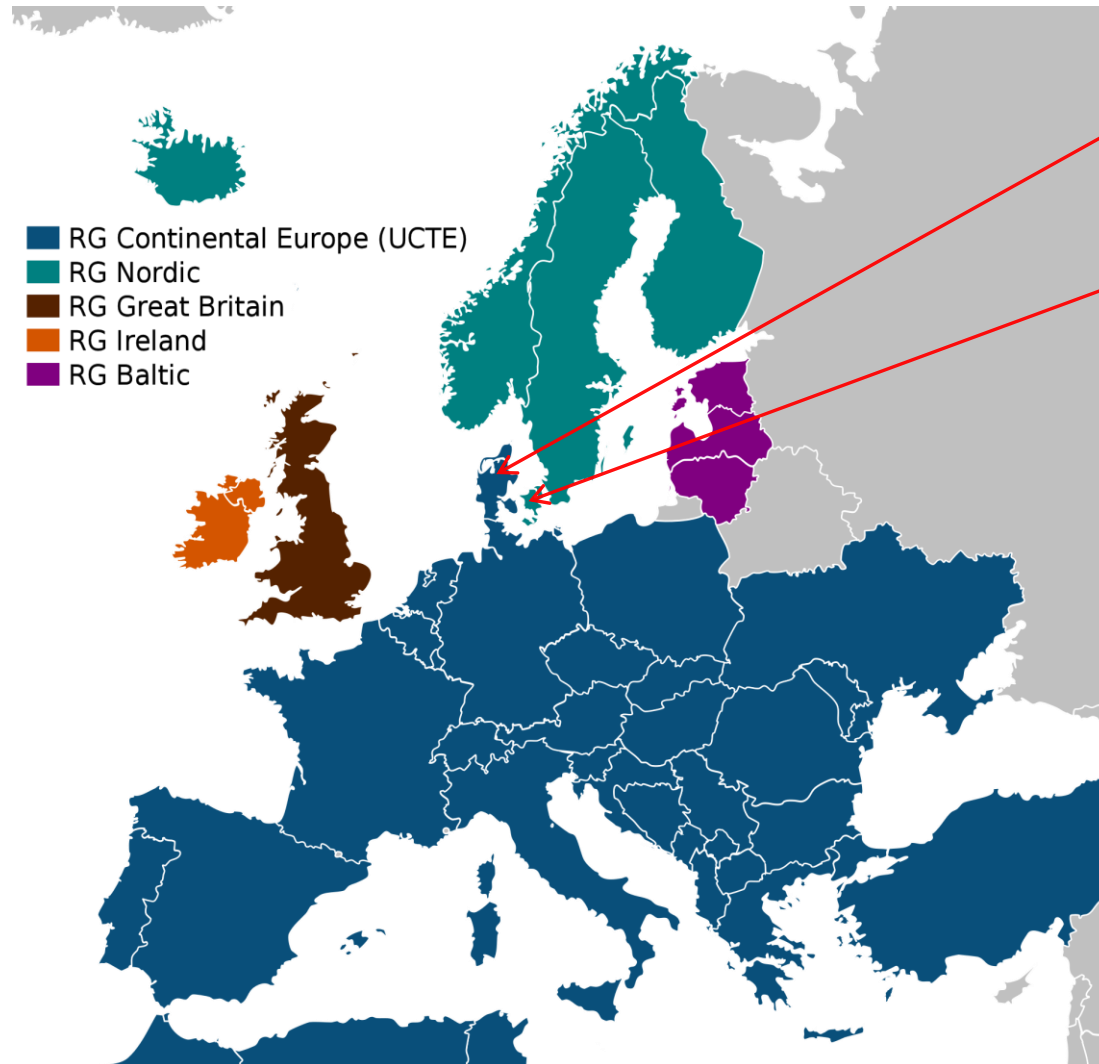 RG Continental Europe (UCTE)
RG Nordic
RG Great Britain
RG Ireland
RG Baltic